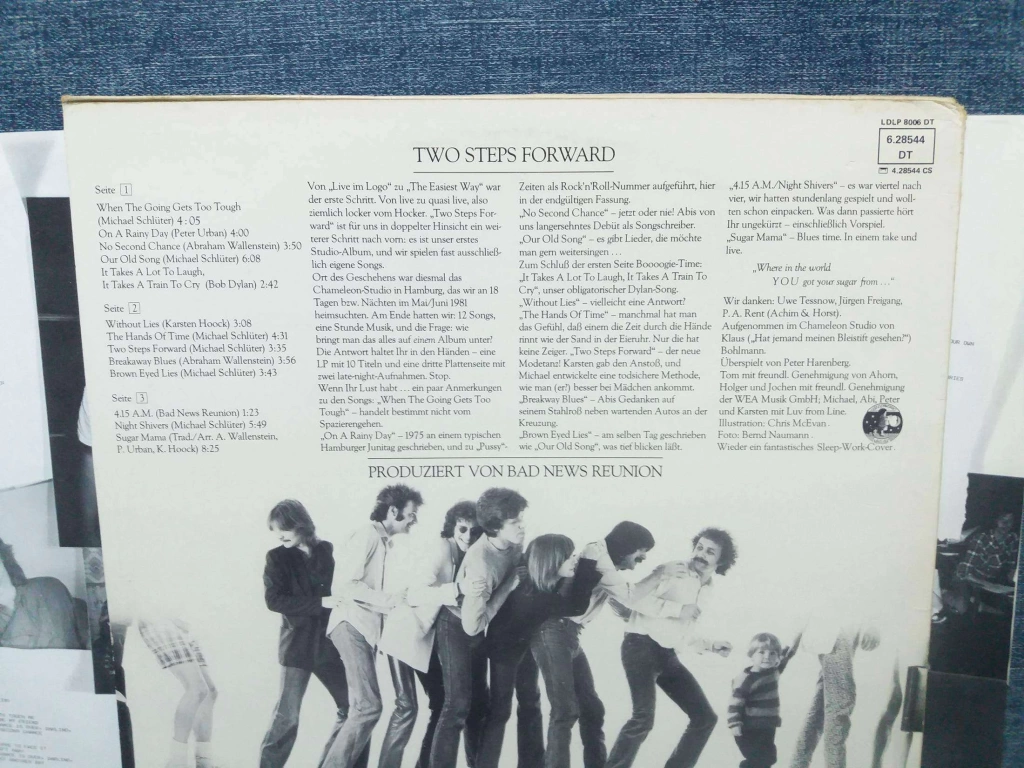 LDLP 8006 DT
6.28544
DT
4.28544 CS
TWO STEPS FORWARD
Seite 1
When The Going Gets Too Tough
(Michael Schlüter) 4:05
On A Rainy Day (Peter Urban) 4:00
No Second Chance (Abraham Wallenstein) 3:50
Our Old Song (Michael Schlüter) 6:08
It Takes A Lot To Laugh,
It Takes A Train To Cry (Bob Dylan) 2:42
Seite 2
Without Lies (Karsten Hoock) 3:08
The Hands Of Time (Michael Schlüter) 4:31
Two Steps Forward (Michael Schlüter) 3:35
Breakaway Blues (Abraham Wallenstein) 3:56
Brown Eyed Lies (Michael Schlüter) 3:43
Seite 3
4.15 A.M. (Bad News Reunion) 1:23
Night Shivers (Michael Schlüter) 5:49
Sugar Mama (Trad./Arr. A. Wallenstein,
P. Urban, K. Hoock) 8:25
Von „Live im Logo“ zu „The Easiest Way“ war
der erste Schritt. Von live zu quasi live, also
ziemlich locker vom Hocker. „Two Steps For-
ward“ ist für uns in doppelter Hinsicht ein wei-
terer Schritt nach vorn: es ist unser erstes
Studio-Album, und wir spielen fast ausschließ-
lich eigene Songs.
Ort des Geschehens war diesmal das
Chameleon-Studio in Hamburg, das wir an 18
Tagen bzw. Nächten im Mai/Juni 1981
heimsuchten. Am Ende hatten wir: 12 Songs,
eine Stunde Musik, und die Frage: wie
bringt man das alles auf einem Album unter?
Die Antwort haltet Ihr in den Händen – eine
LP mit 10 Titeln und eine dritte Plattenseite mit
zwei late-night-Aufnahmen. Stop.
Wenn Ihr Lust habt ... ein paar Anmerkungen
zu den Songs: „When The Going Gets Too
Tough“ – handelt bestimmt nicht vom
Spazierengehen.
„On A Rainy Day“ – 1975 an einem typischen
Hamburger Junitag geschrieben, und zu „Pussy“-
Zeiten als Rock'n'Roll-Nummer aufgeführt, hier
in der endgültigen Fassung.
„No Second Chance“ – jetzt oder nie! Abis von
uns langersehntes Debüt als Songschreiber.
„Our Old Song“ – es gibt Lieder, die möchte
man gern weitersingen ...
Zum Schluß der ersten Seite Boooogie-Time:
„It Takes A Lot To Laugh, It Takes A Train To
Cry“, unser obligatorischer Dylan-Song.
„Without Lies“ – vielleicht eine Antwort!
„The Hands Of Time“ – manchmal hat man
das Gefühl, daß einem die Zeit durch die Hände
rinnt wie der Sand in der Eieruhr. Nur die hat
keine Zeiger. „Two Steps Forward“ – der neue
Modetanz! Karsten gab den Anstoß, und
Michael entwickelte eine todsichere Methode,
wie man (er?) besser bei Mädchen ankommt.
„Breakway Blues“ – Abis Gedanken auf
seinem Stahlroß neben wartenden Autos an der
Kreuzung.
„Brown Eyed Lies“ – am selben Tag geschrieben
wie „Our Old Song“, was tief blicken läßt.
„4.15 A.M./Night Shivers“ – es war viertel nach
vier, wir hatten stundenlang gespielt und woll-
ten schon einpacken. Was dann passierte hört
Ihr ungekürzt – einschließlich Vorspiel.
„Sugar Mama“ – Blues time. In einem take und
live.
„Where in the world
YOU got your sugar from ...“
Wir danken: Uwe Tessnow, Jürgen Freigang,
P. A. Rent (Achim & Horst).
Aufgenommen im Chameleon Studio von
Klaus („Hat jemand meinen Bleistift gesehen?“)
Bohlmann.
Überspielt von Peter Harenberg.
Tom mit freundl. Genehmigung von Ahorn,
Holger und Jochen mit freundl. Genehmigung
der WEA Musik GmbH; Michael, Abi, Peter
und Karsten mit Luv from Line.
Illustration: Chris McEvan
Foto: Bernd Naumann
Wieder ein fantastisches Sleep-Work-Cover.
PRODUZIERT VON BAD NEWS REUNION